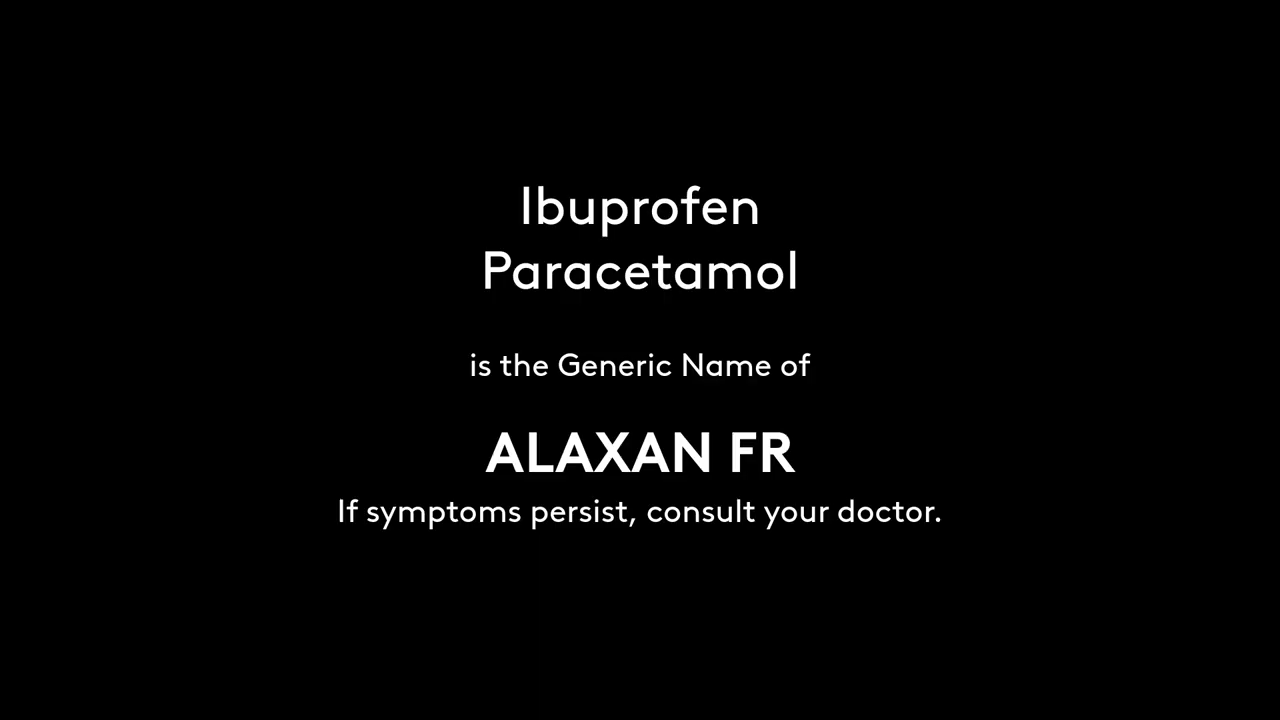 Ibuprofen
Paracetamol
is the Generic Name of
ALAXAN FR
If symptoms persist, consult your doctor.